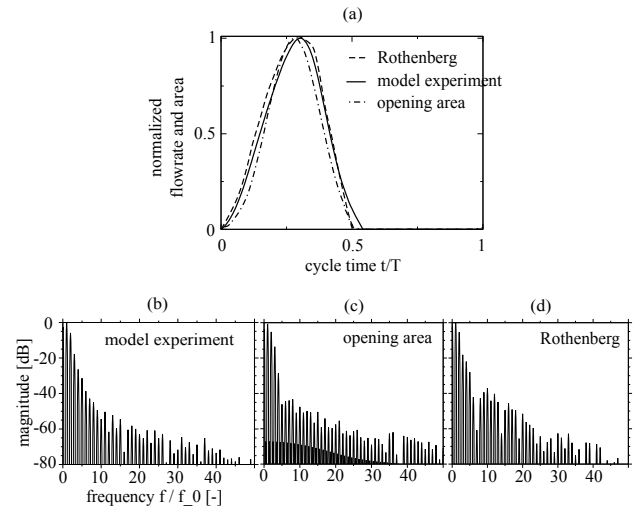 (a)
1
0.5
0
normalized
flowrate and area
Rothenberg
model experiment
opening area
0 0.5 1
cycle time t/T
(b) (c) (d)
0
-20
-40
-60
-80
magnitude [dB]
model experiment
opening area
Rothenberg
0 10 20 30 40 0 10 20 30 40 0 10 20 30 40
frequency f / f_0 [-]